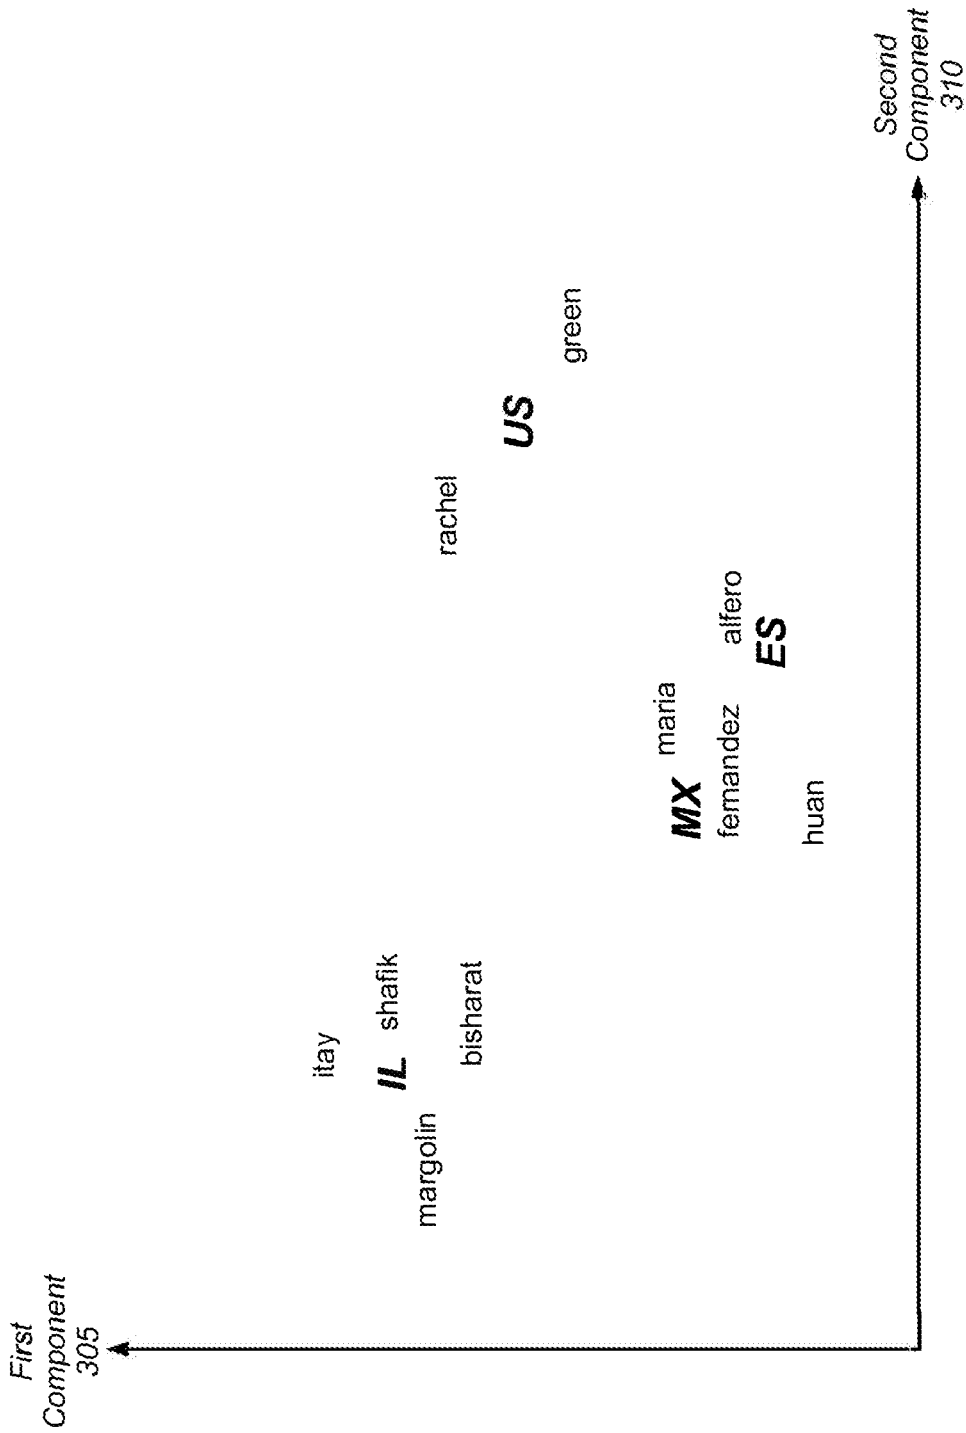 First
Component
305
itay
IL shafik
margolin
rachel
bisharat
US
green
maria
MX
fernandez alfero
ES
huan
Second
Component
310